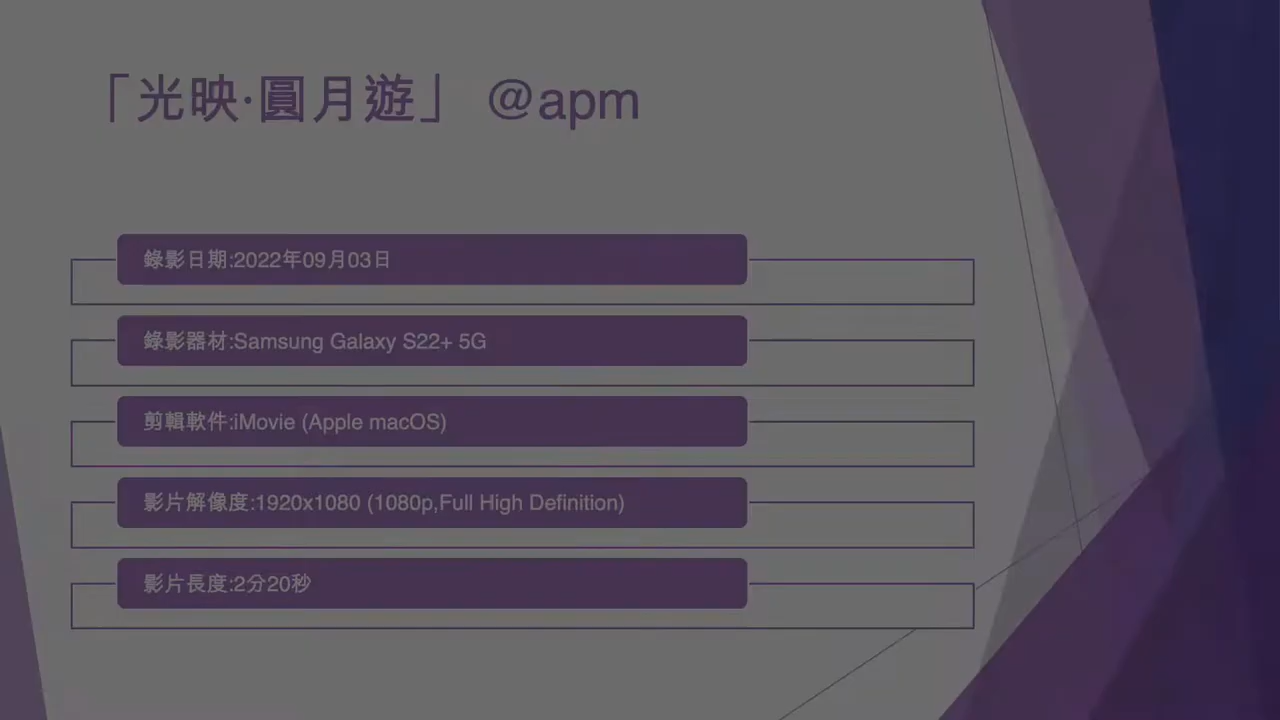 「光映·圓月遊」 @apm
錄影日期:2022年09月03日
錄影器材:Samsung Galaxy S22+ 5G
剪輯軟件:iMovie (Apple macOS)
影片解像度:1920x1080 (1080p,Full High Definition)
影片長度:2分20秒